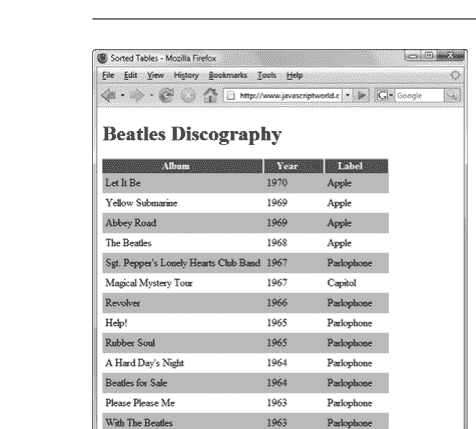 Sorted Tables - Mozilla Firefox
File Edit View History Bookmarks Tools Help
http://www.javascriptworld.c G Google
Beatles Discography
Album Year Label
Let It Be 1970 Apple
Yellow Submarine 1969 Apple
Abbey Road 1969 Apple
The Beatles 1968 Apple
Sgt. Pepper's Lonely Hearts Club Band 1967 Parlophone
Magical Mystery Tour 1967 Capitol
Revolver 1966 Parlophone
Help! 1965 Parlophone
Rubber Soul 1965 Parlophone
A Hard Day's Night 1964 Parlophone
Beatles for Sale 1964 Parlophone
Please Please Me 1963 Parlophone
With The Beatles 1963 Parlophone